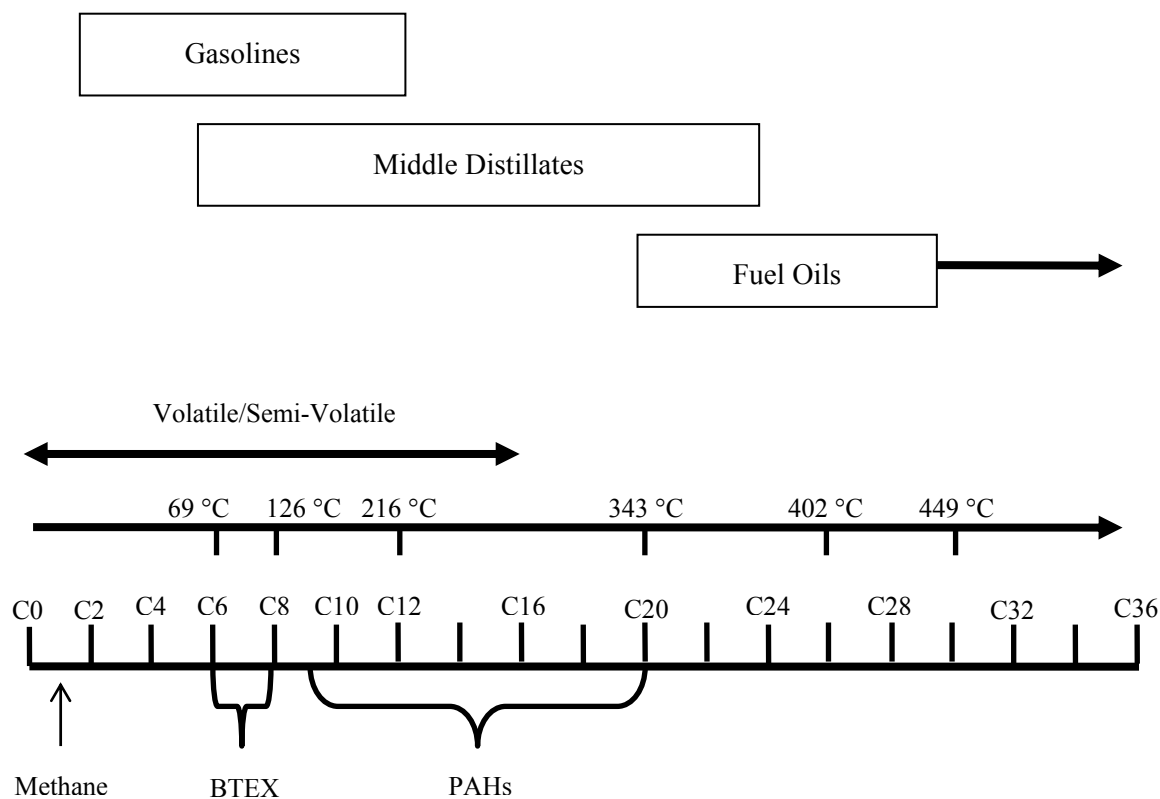 Gasolines
Middle Distillates
Fuel Oils
Volatile/Semi-Volatile
69 °C 126 °C 216 °C 343 °C 402 °C 449 °C
C0 C2 C4 C6 C8 C10 C12 C16 C20 C24 C28 C32 C36
Methane BTEX PAHs